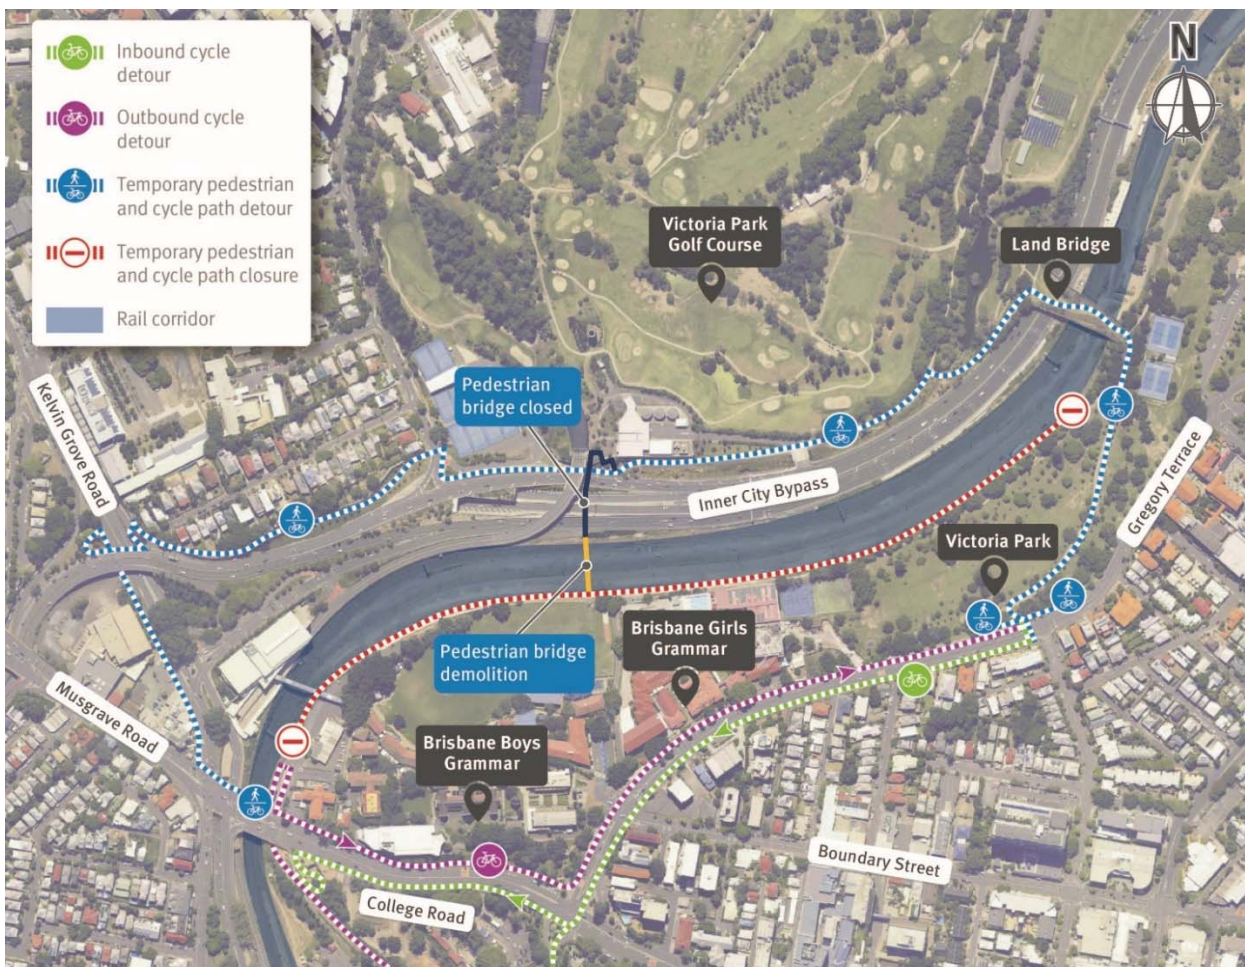 Inbound cycle
detour
Outbound cycle
detour
Temporary pedestrian
and cycle path detour
Temporary pedestrian
and cycle path closure
Rail corridor
N
Victoria Park
Golf Course
Land Bridge
Kelvin Grove Road
Pedestrian
bridge closed
Inner City Bypass
Gregory Terrace
Victoria Park
Brisbane Girls
Grammar
Pedestrian bridge
demolition
Musgrave Road
Brisbane Boys
Grammar
Boundary Street
College Road